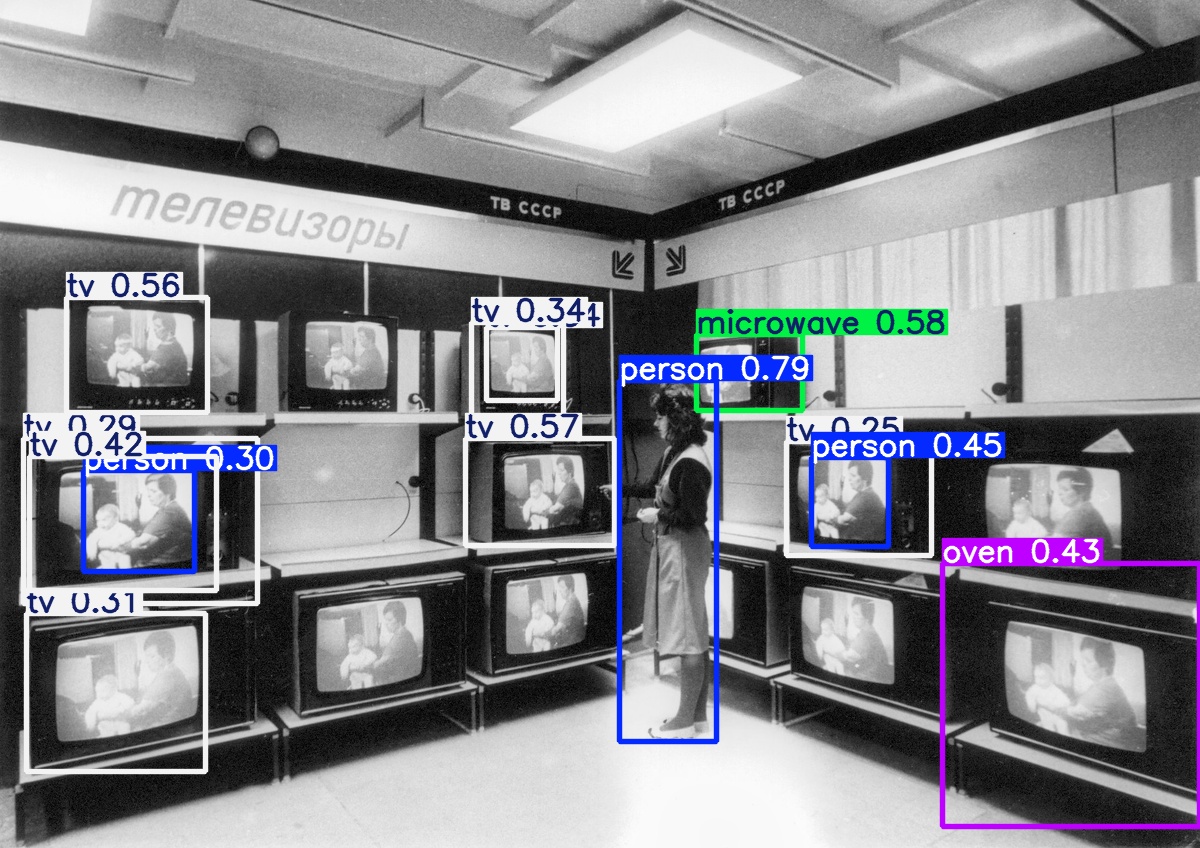 телевизоры
ТВ СССР
ТВ СССР
tv 0.56
tv 0.34
microwave 0.58
person 0.79
tv 0.29
tv 0.42
person 0.30
tv 0.57
tv 0.25
person 0.45
oven 0.43
tv 0.31